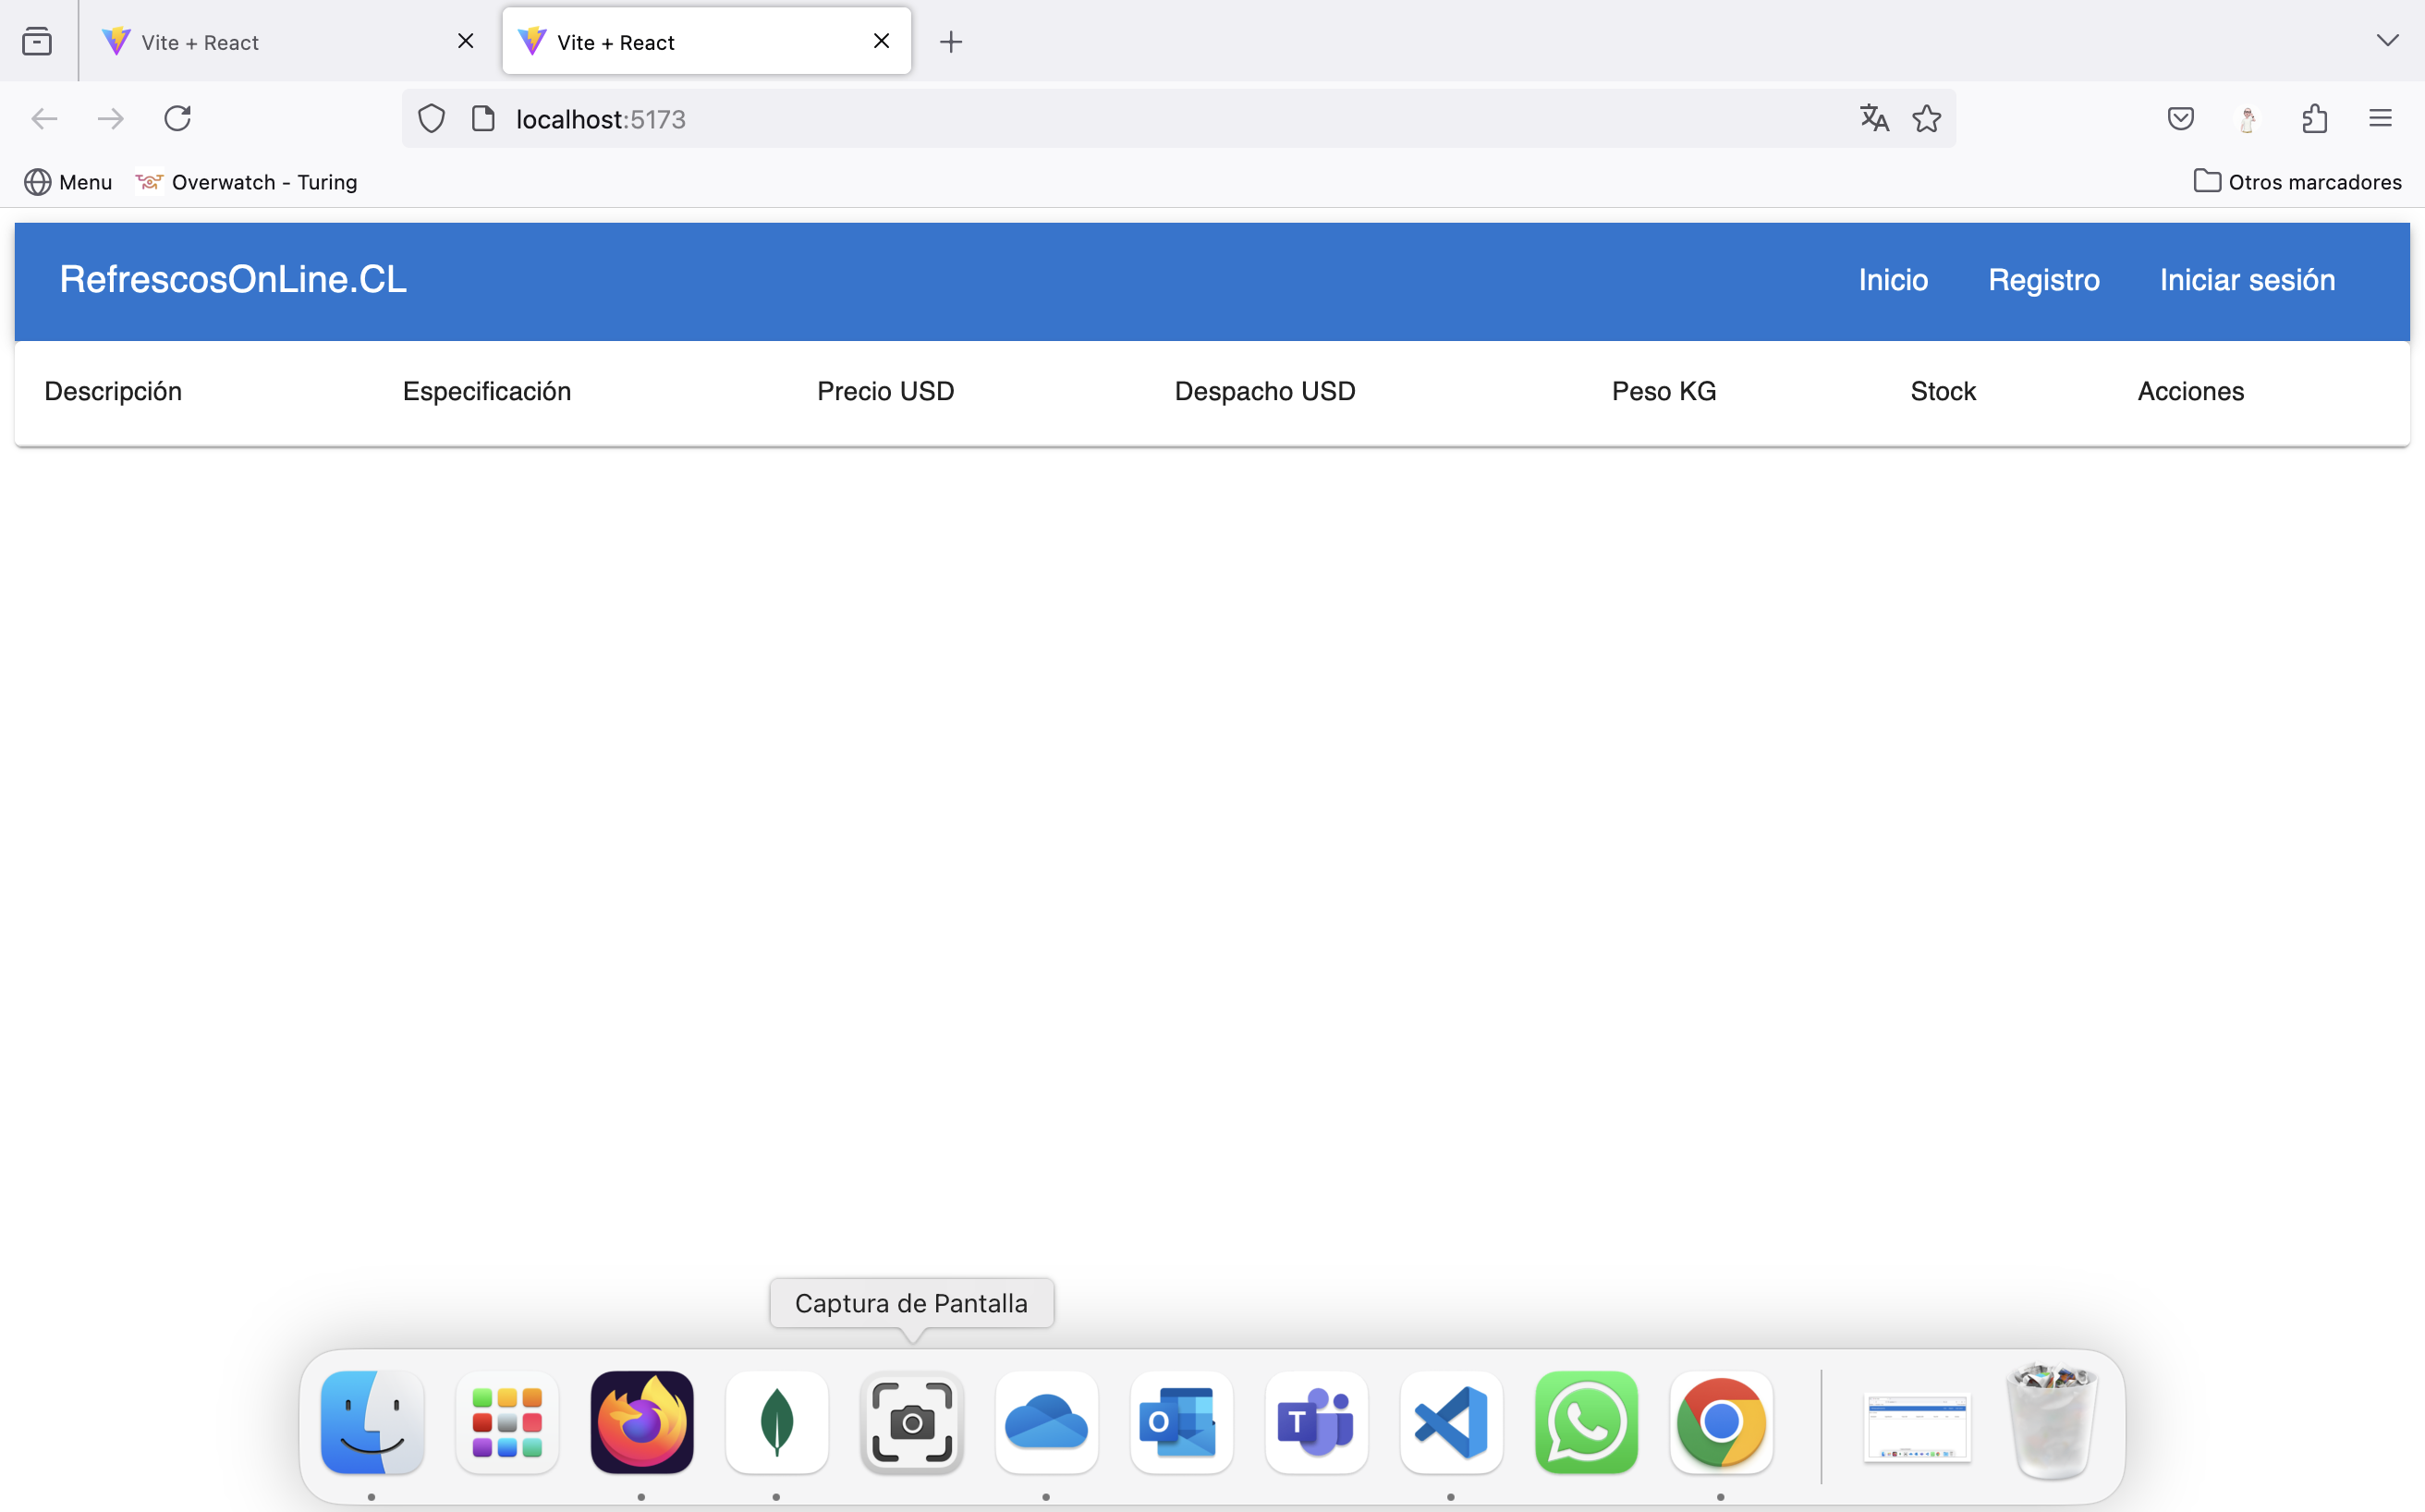 Vite + React
Vite + React
localhost:5173
Menu
Overwatch - Turing
Otros marcadores
RefrescosOnLine.CL
Inicio
Registro
Iniciar sesión
Descripción
Especificación
Precio USD
Despacho USD
Peso KG
Stock
Acciones
Captura de Pantalla
O
T